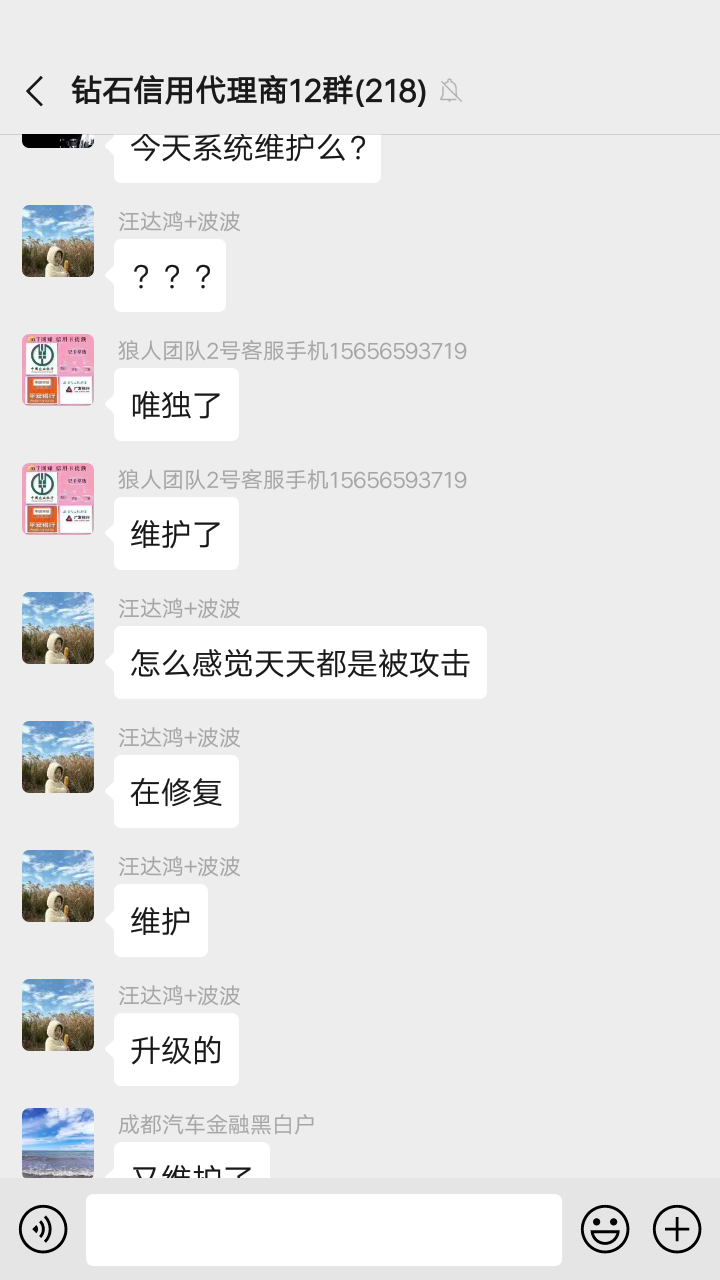 钻石信用代理商12群(218)
今天系统维护么?
汪达鸿+波波
？？？
狼人团队2号客服手机15656593719
唯独了
狼人团队2号客服手机15656593719
维护了
汪达鸿+波波
怎么感觉天天都是被攻击
汪达鸿+波波
在修复
汪达鸿+波波
维护
汪达鸿+波波
升级的
成都汽车金融黑白户
又维护了